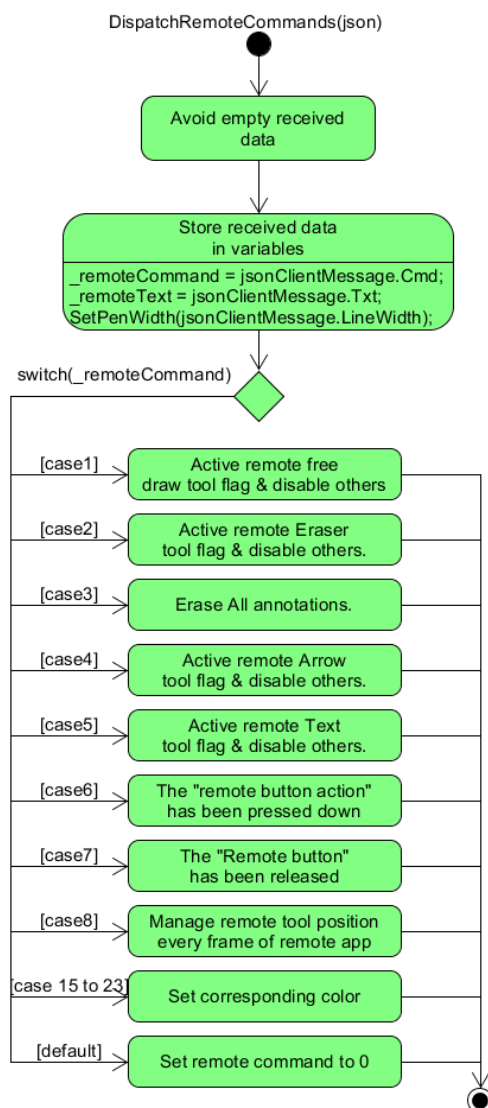 DispatchRemoteCommands(json)
Avoid empty received
data
Store received data
in variables
_remoteCommand = jsonClientMessage.Cmd;
_remoteText = jsonClientMessage.Txt;
SetPenWidth(jsonClientMessage.LineWidth);
switch(_remoteCommand)
[case1]
Active remote free
draw tool flag & disable others
[case2]
Active remote Eraser
tool flag & disable others.
[case3]
Erase All annotations.
[case4]
Active remote Arrow
tool flag & disable others.
[case5]
Active remote Text
tool flag & disable others.
[case6]
The "remote button action"
has been pressed down
[case7]
The "Remote button"
has been released
[case8]
Manage remote tool position
every frame of remote app
[case 15 to 23]
Set corresponding color
[default]
Set remote command to 0